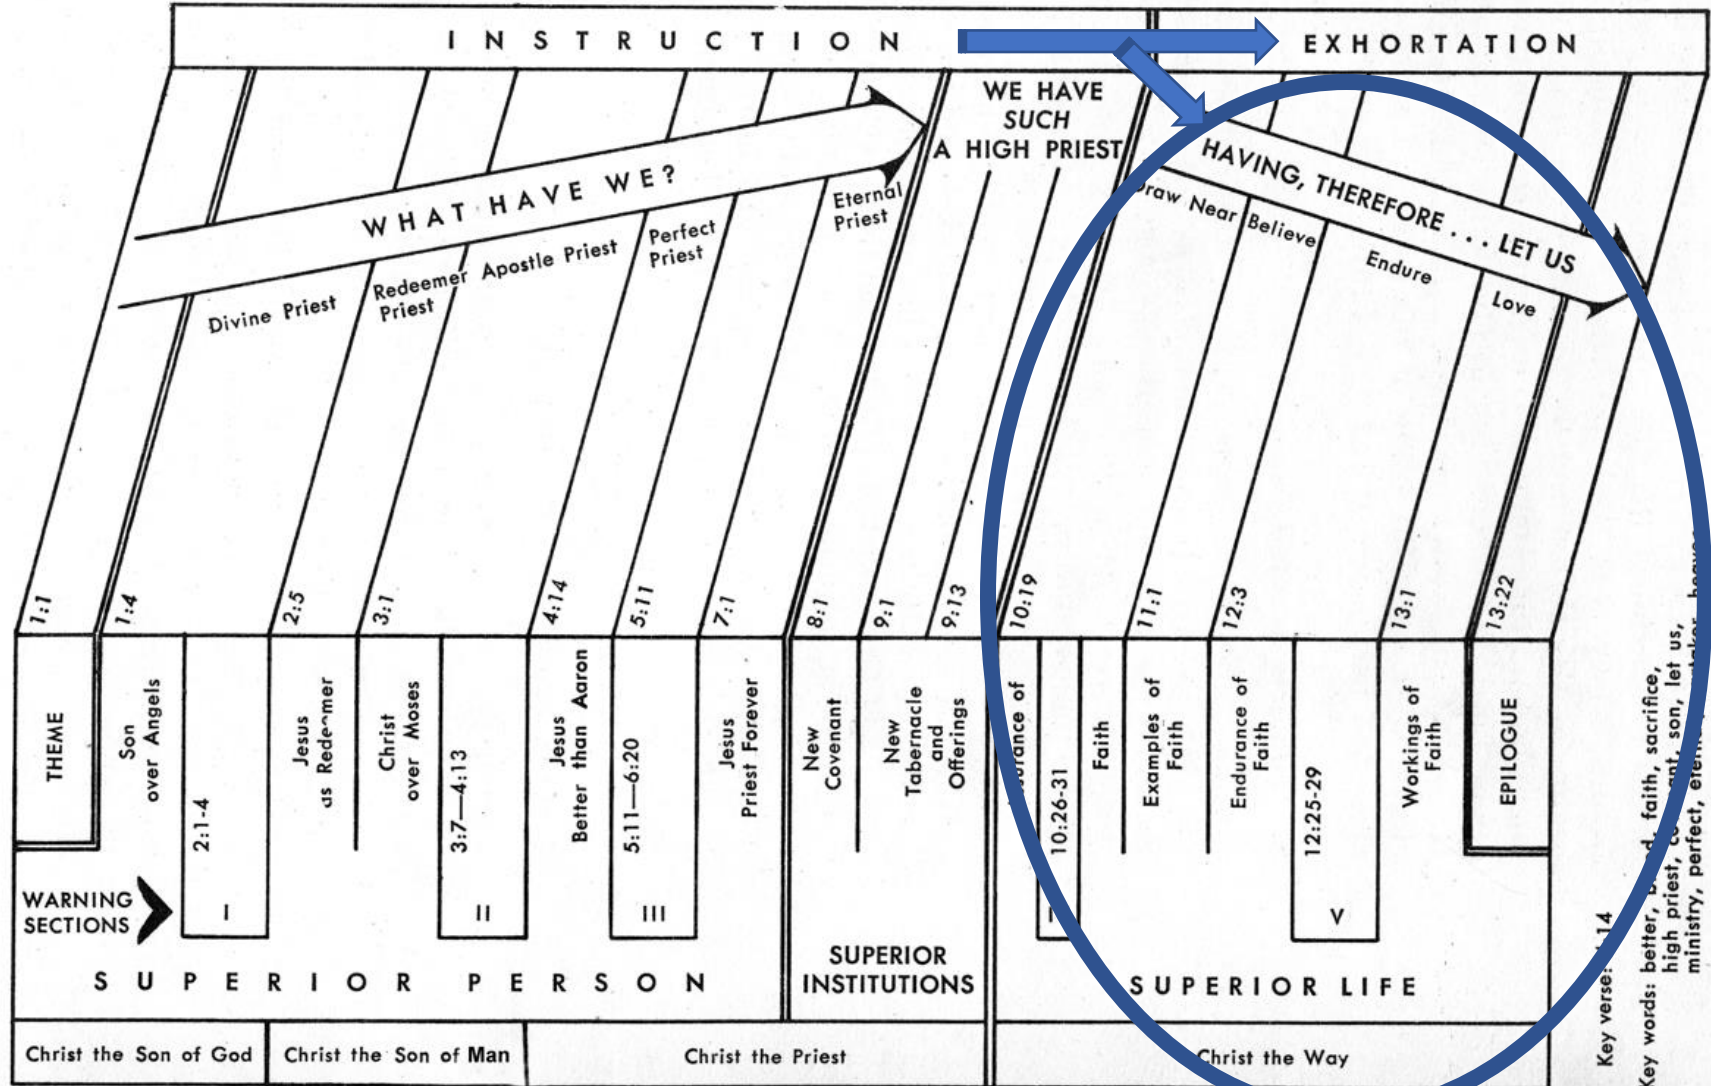 INSTRUCTION
EXHORTATION
WHAT HAVE WE?
WE HAVE
SUCH
A HIGH PRIEST
HAVING, THEREFORE . . . LET US
Divine Priest
Redeemer
Priest
Apostle Priest
Perfect
Priest
Eternal
Priest
Draw Near
Believe
Endure
Love
1:1
1:4
2:5
3:1
4:14
5:11
7:1
8:1
9:1
9:13
10:19
11:1
12:3
13:1
13:22
THEME
Son
over Angels
2:1-4
Jesus
as Redeemer
Christ
over Moses
3:7—4:13
Jesus
Better than Aaron
5:11—6:20
Jesus
Priest Forever
New
Covenant
New
Tabernacle
and
Offerings
of
10:26-31
Faith
Examples of
Faith
Endurance of
Faith
12:25-29
Workings of
Faith
EPILOGUE
WARNING
SECTIONS
I
II
III
I
V
SUPERIOR PERSON
SUPERIOR
INSTITUTIONS
SUPERIOR LIFE
Christ the Son of God
Christ the Son of Man
Christ the Priest
Christ the Way
Key verse: :14
Key words: better, faith, sacrifice,
high priest, son, let us,
ministry, perfect,